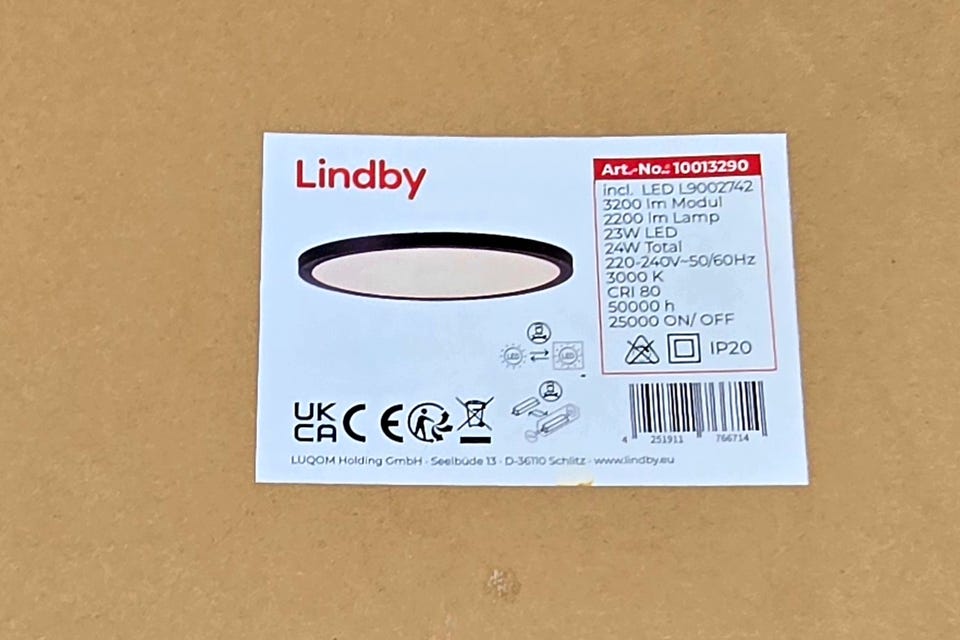 Lindby
Art.-No.: 10013290
incl. LED L9002742
3200 lm Modul
2200 lm Lamp
23W LED
24W Total
220-240V~50/60Hz
3000 K
CRI 80
50000 h
25000 ON/ OFF
IP20
LED
LED
UK
CA CE
4 251911 766714
LUQOM Holding GmbH · Seelbüde 13 · D-36110 Schlitz · www.lindby.eu